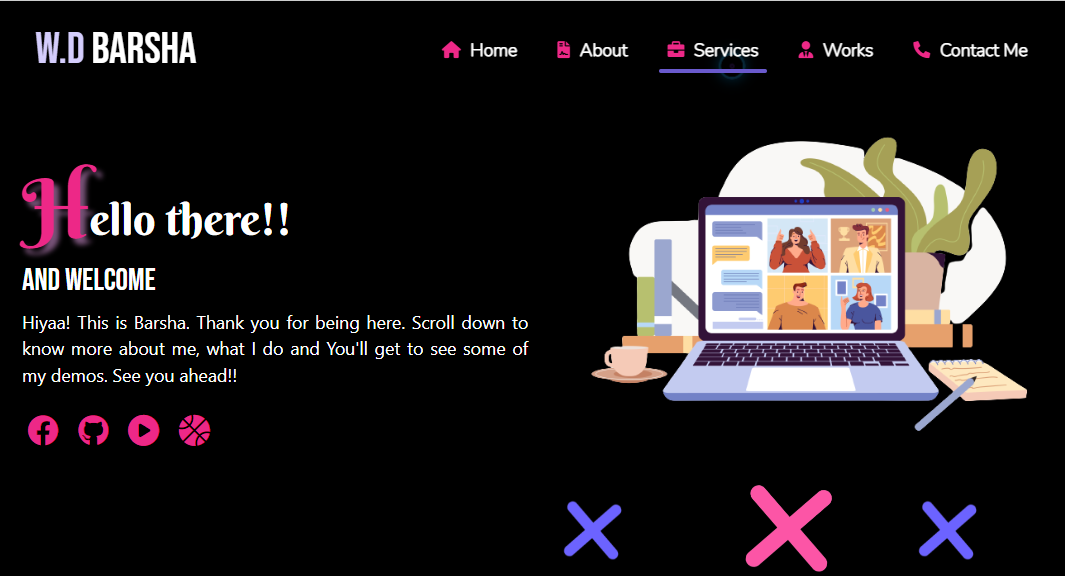 W.D BARSHA
Home About Services Works Contact Me
Hello there!!
AND WELCOME
Hiyaa! This is Barsha. Thank you for being here. Scroll down to
know more about me, what I do and You'll get to see some of
my demos. See you ahead!!